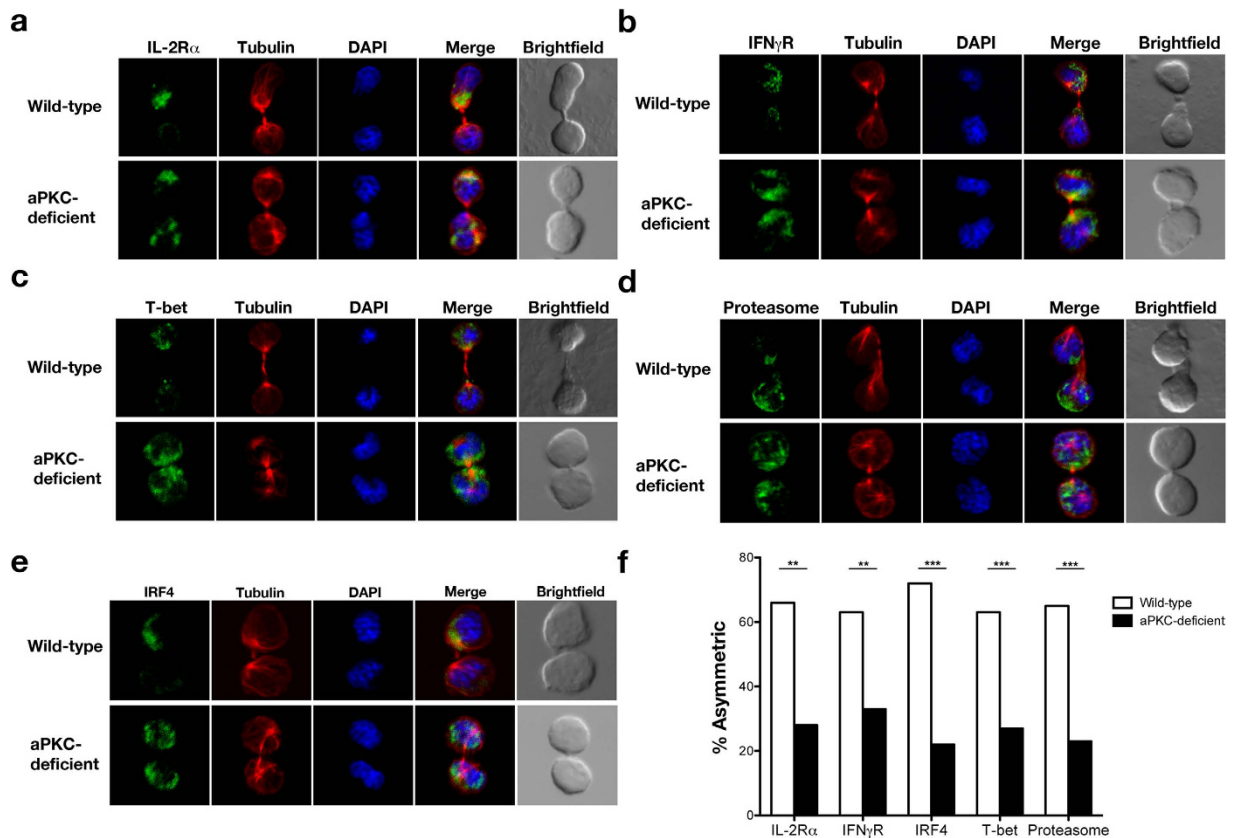 a
IL-2Rα Tubulin DAPI Merge Brightfield
Wild-type
aPKC-
deficient
b
IFNγR Tubulin DAPI Merge Brightfield
Wild-type
aPKC-
deficient
c
T-bet Tubulin DAPI Merge Brightfield
Wild-type
aPKC-
deficient
d
Proteasome Tubulin DAPI Merge Brightfield
Wild-type
aPKC-
deficient
e
IRF4 Tubulin DAPI Merge Brightfield
Wild-type
aPKC-
deficient
f
80
60
40
20
0
% Asymmetric
** ** *** *** ***
Wild-type
aPKC-deficient
IL-2Rα IFNγR IRF4 T-bet Proteasome